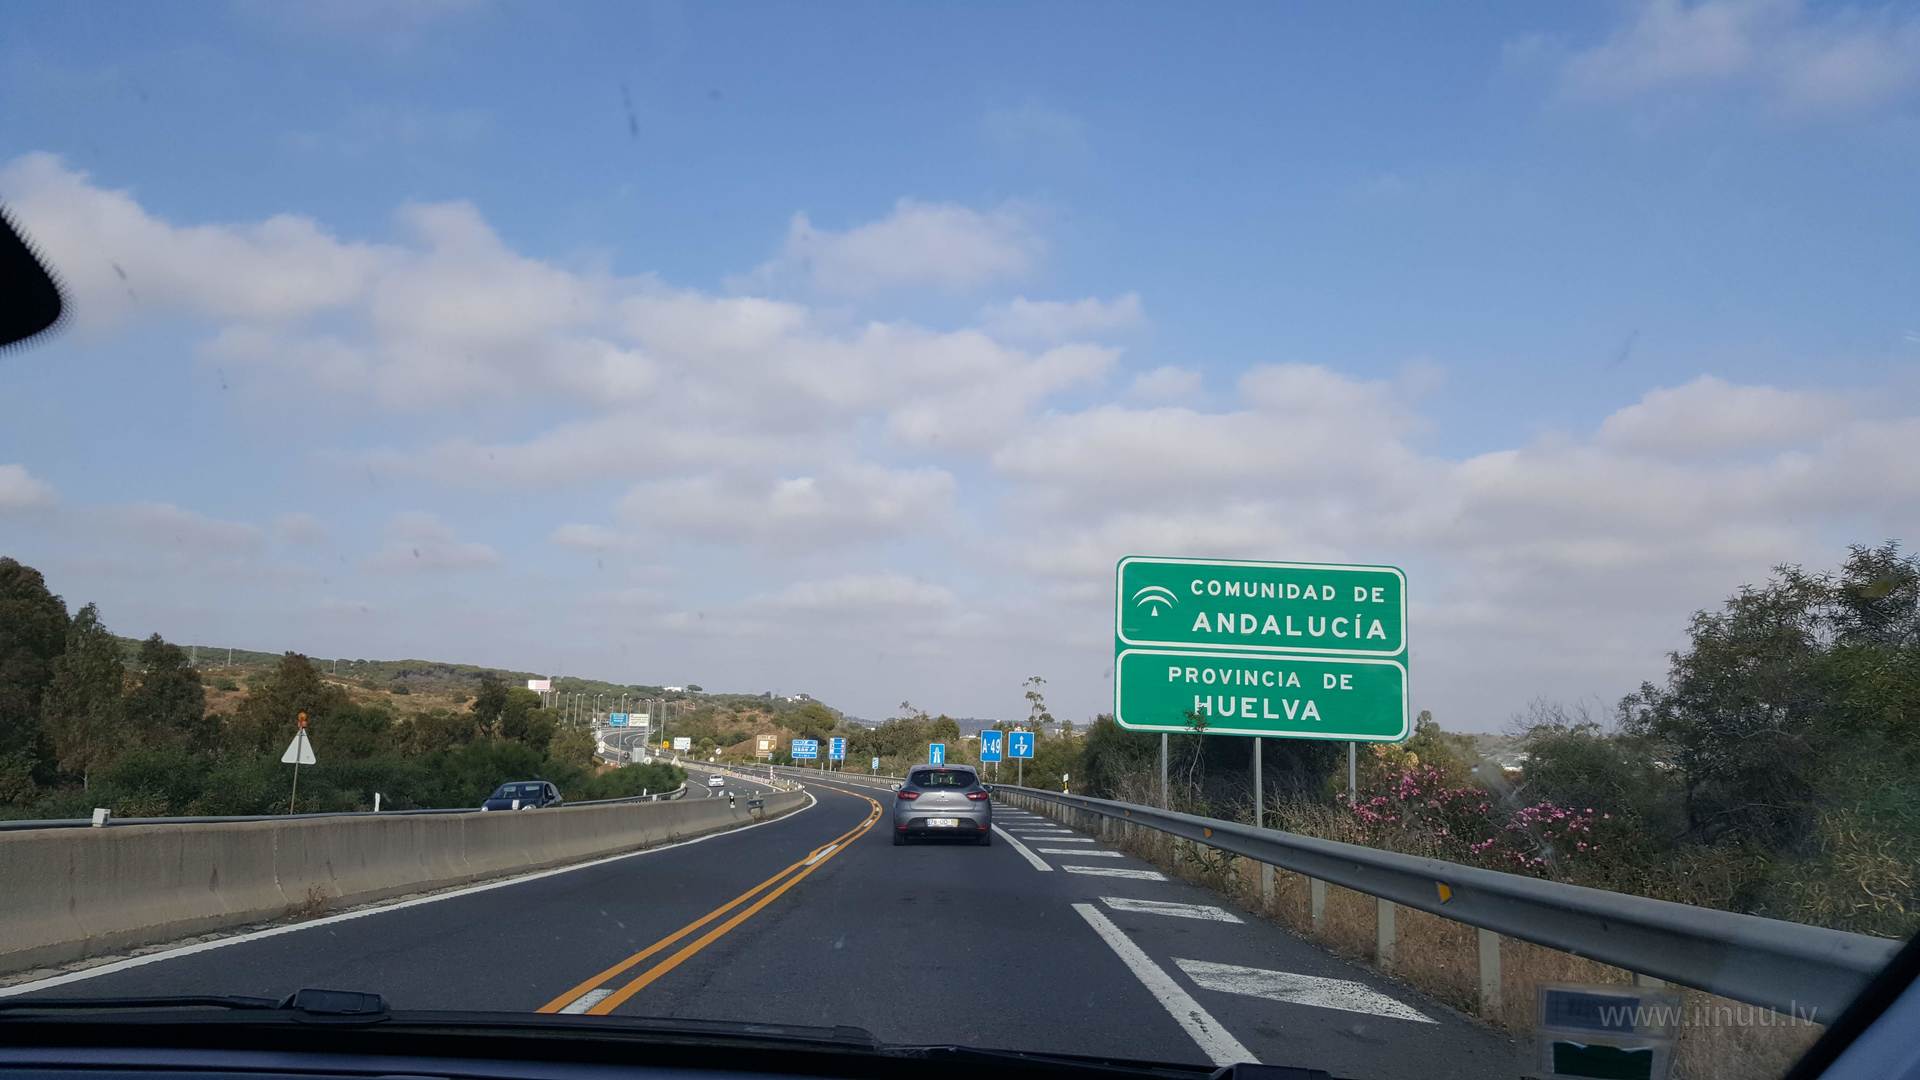 COMUNIDAD DE
ANDALUCÍA
PROVINCIA DE
HUELVA
A-49
www.iinuu.lv